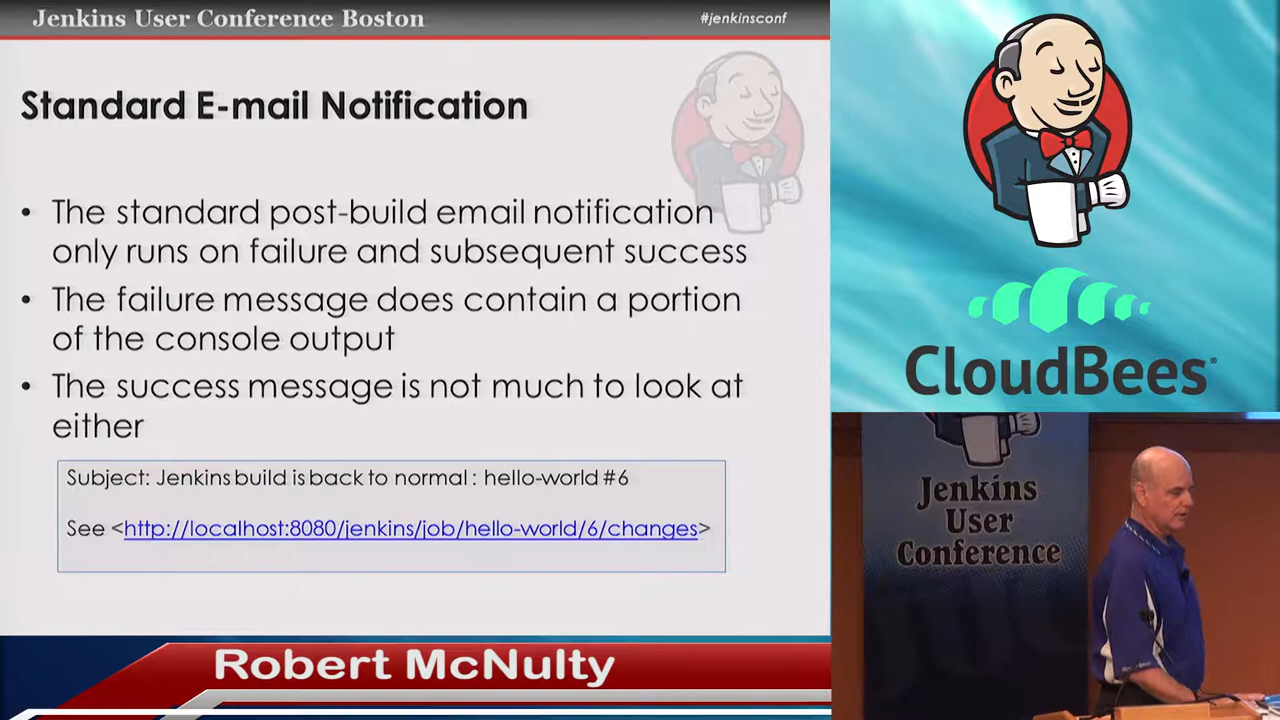 Jenkins User Conference Boston
#jenkinsconf
Standard E-mail Notification
• The standard post-build email notification
only runs on failure and subsequent success
• The failure message does contain a portion
of the console output
• The success message is not much to look at
either
Subject: Jenkins build is back to normal : hello-world #6
See <http://localhost:8080/jenkins/job/hello-world/6/changes>
Robert McNulty
CloudBees
Jenkins
User
Conference